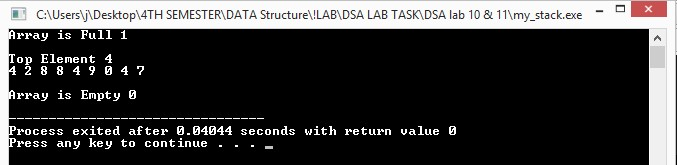 C:\Users\j\Desktop\4TH SEMESTER\DATA Structure\!LAB\DSA LAB TASK\DSA lab 10 & 11\my_stack.exe
Array is Full 1
Top Element 4
4 2 8 8 4 9 0 4 7
Array is Empty 0
--------------------------------
Process exited after 0.04044 seconds with return value 0
Press any key to continue . . . _